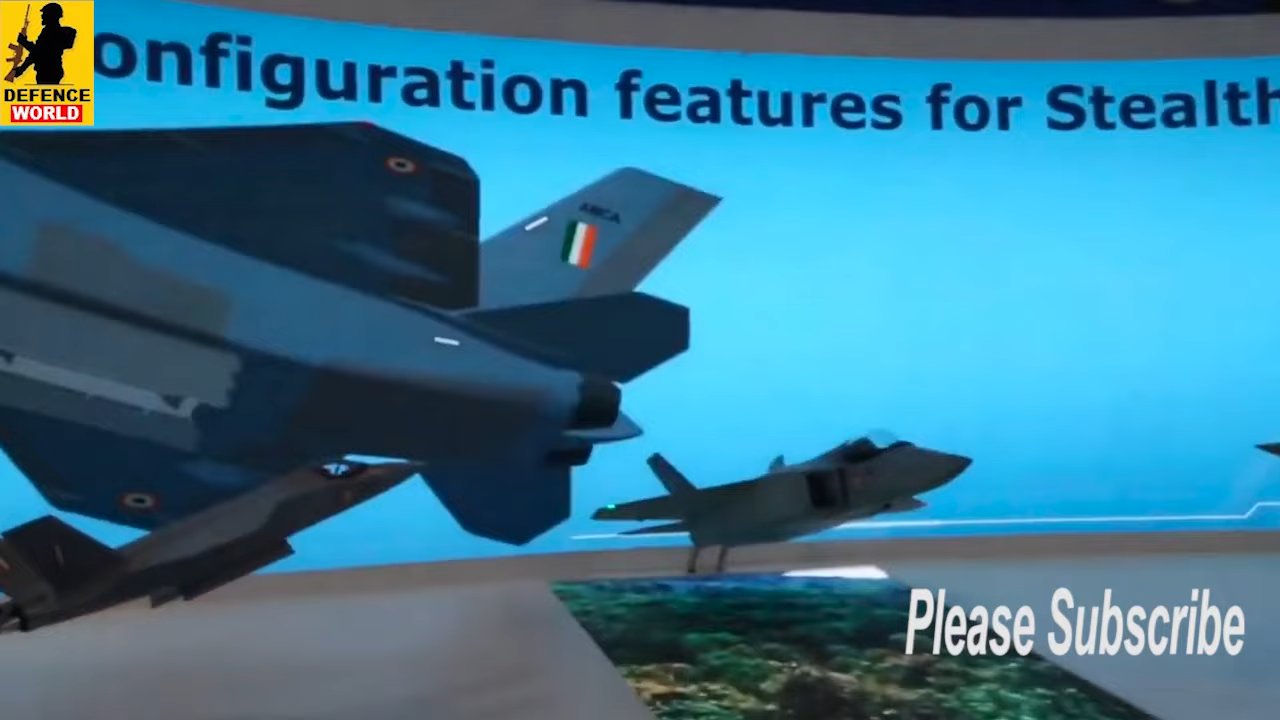 DEFENCE
WORLD
onfiguration features for Stealth
AMCA
Please Subscribe